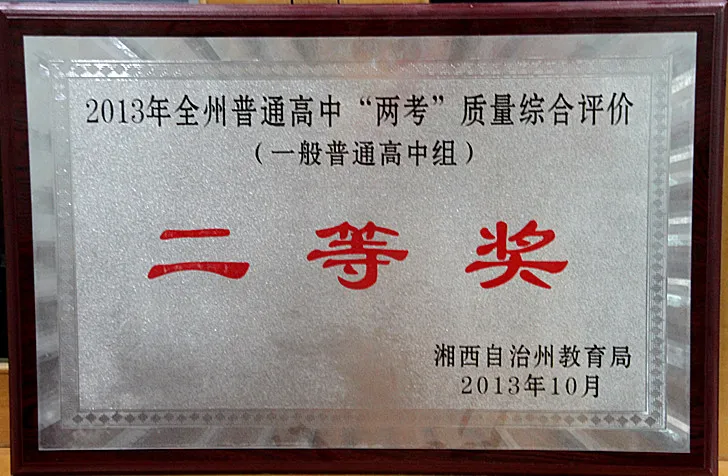 2013年全州普通高中“两考”质量综合评价
（一般普通高中组）
二等奖
湘西自治州教育局
2013年10月